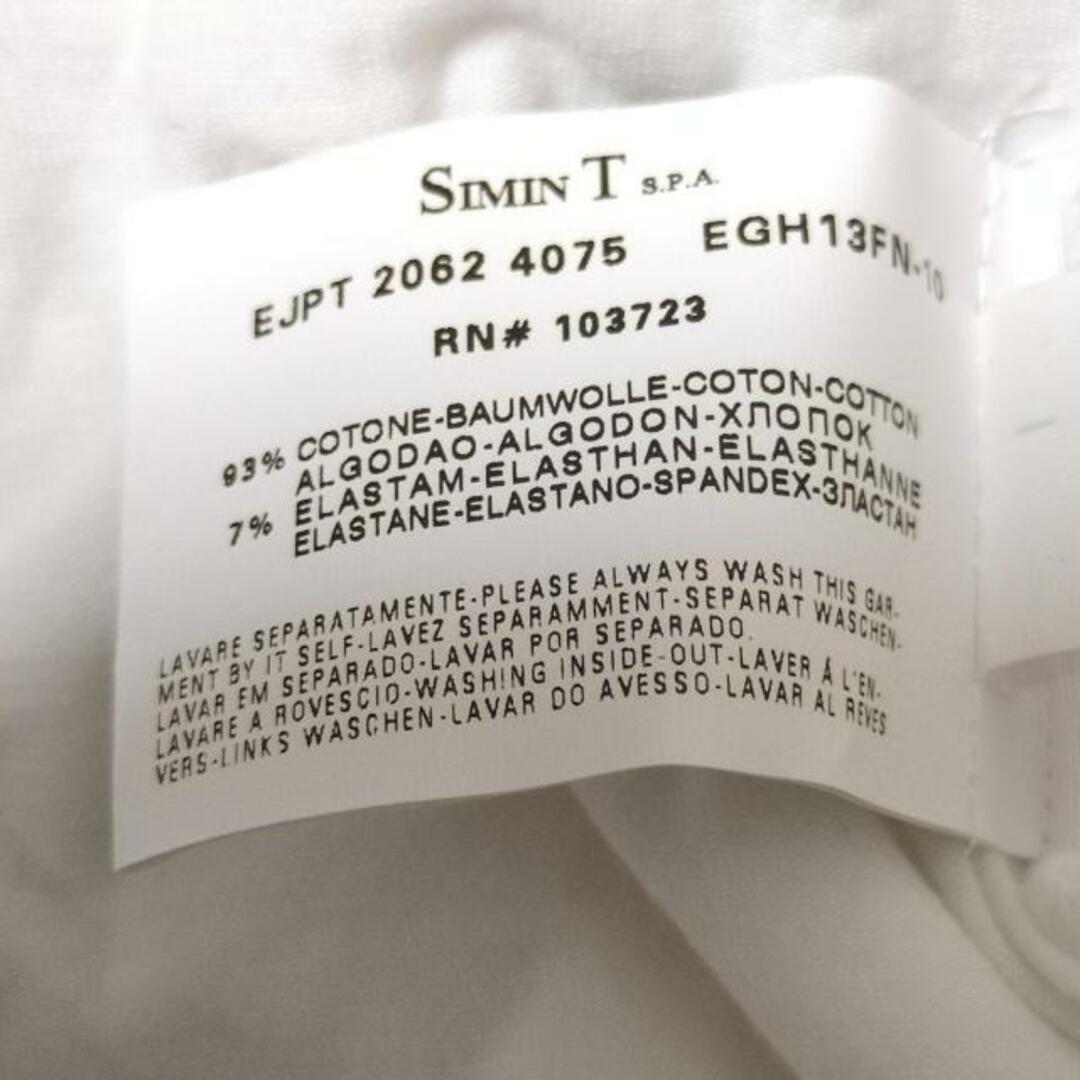 SIMIN T S.P.A.
EJPT 2062 4075 EGH13FN-10
RN# 103723
93% COTONE-BAUMWOLLE-COTON-COTTON
ALGODAO-ALGODON-ХЛОПОК
7% ELASTAM-ELASTHAN-ELASTHANNE
ELASTANE-ELASTANO-SPANDEX-ЗЛАСТАН
LAVARE SEPARATAMENTE-PLEASE ALWAYS WASH THIS GAR-
MENT BY IT SELF-LAVEZ SEPARAMMENT-SEPARAT WASCHEN-
LAVAR EM SEPARADO-LAVAR POR SEPARADO.
LAVARE A ROVESCIO-WASHING INSIDE-OUT-LAVER Á L'EN-
VERS-LINKS WASCHEN-LAVAR DO AVESSO-LAVAR AL REVES